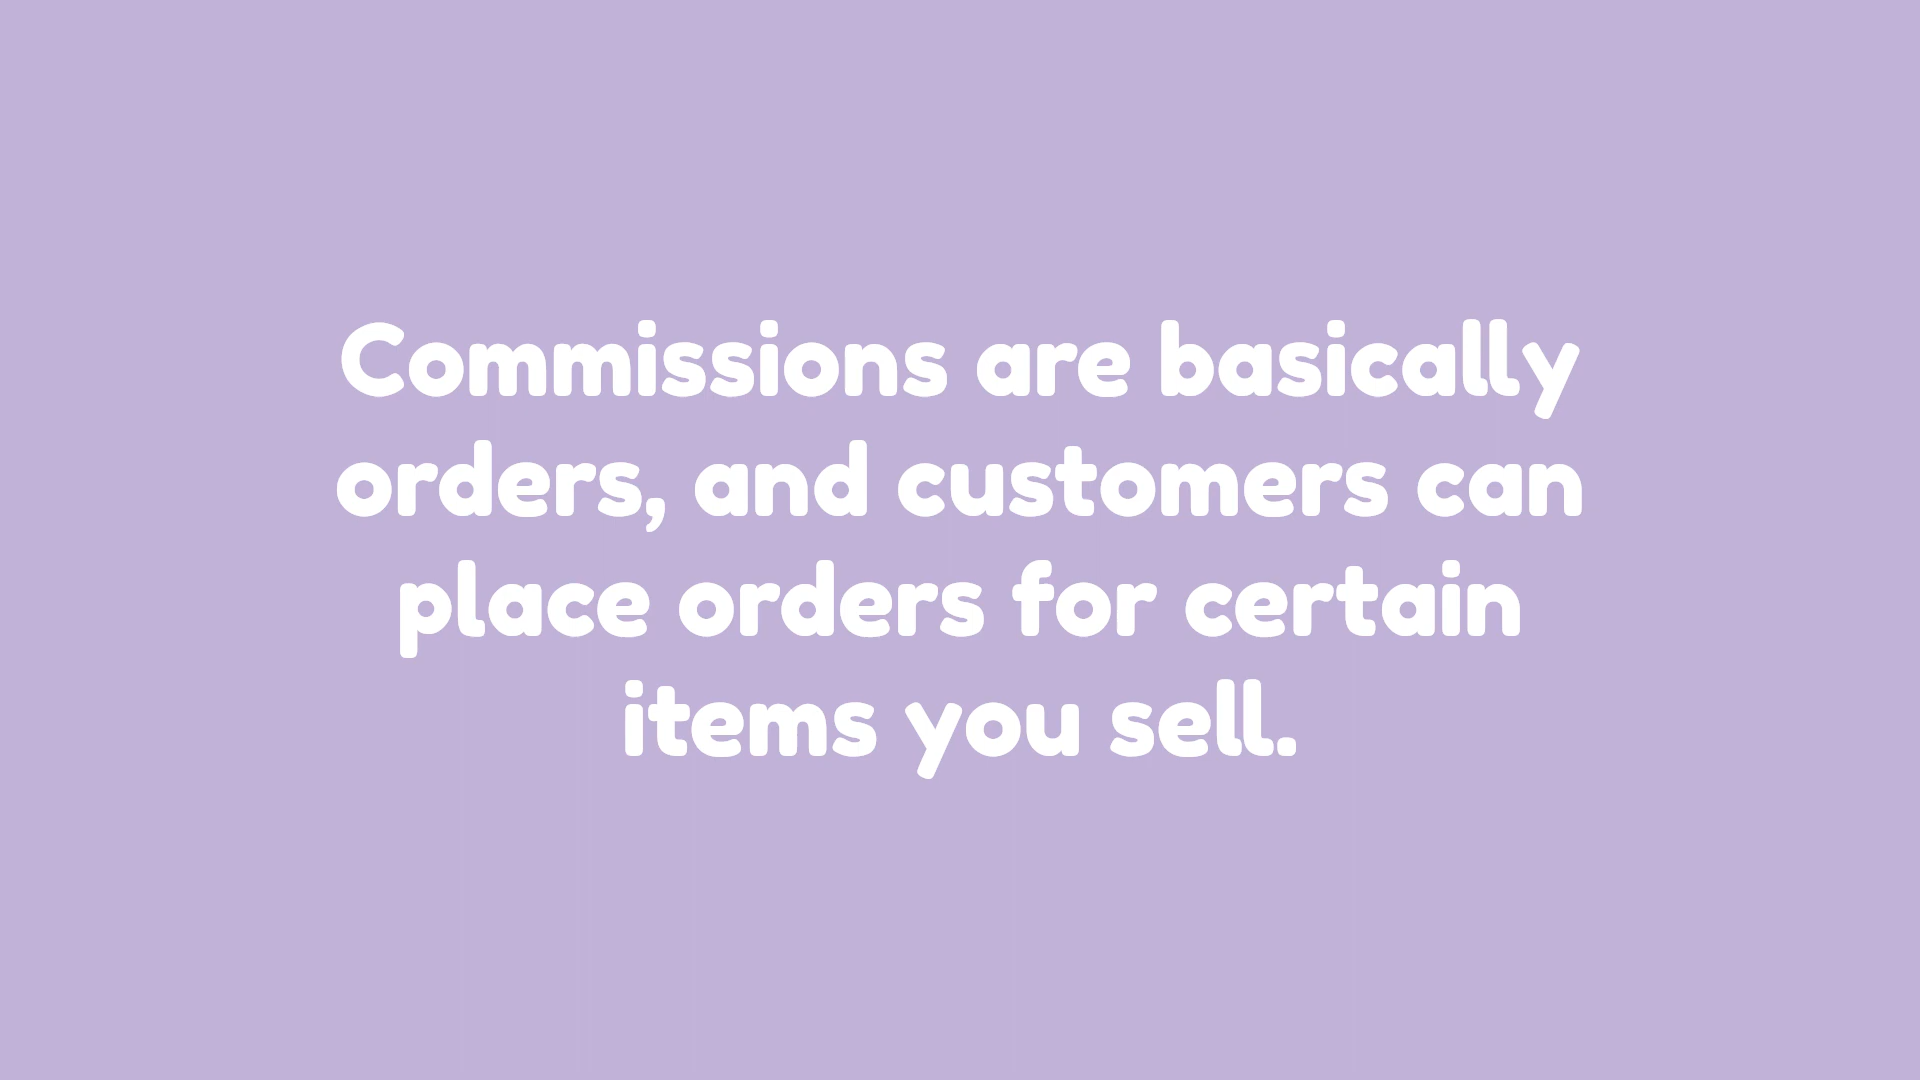 Commissions are basically
orders, and customers can
place orders for certain
items you sell.